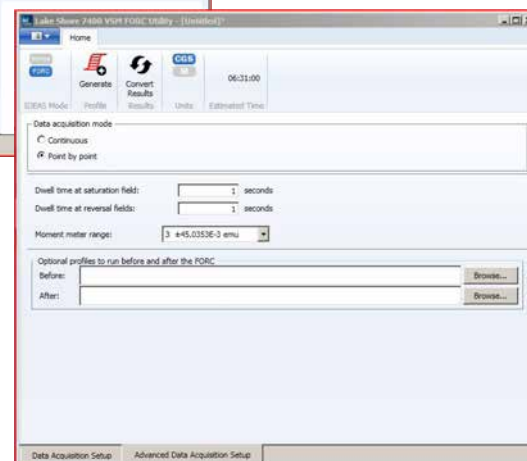 Lake Shore 7400 VSM FORC Utility - [Untitled]*
Home
FORC
Generate
Convert Results
CGS
SI
06:31:00
IDEAS Mode Profile Results Units Estimated Time
Data acquisition mode
Continuous
Point by point
Dwell time at saturation field: 1 seconds
Dwell time at reversal fields: 1 seconds
Moment meter range: 3 ±45.0353E-3 emu
Optional profiles to run before and after the FORC
Before: Browse...
After: Browse...
Data Acquisition Setup Advanced Data Acquisition Setup